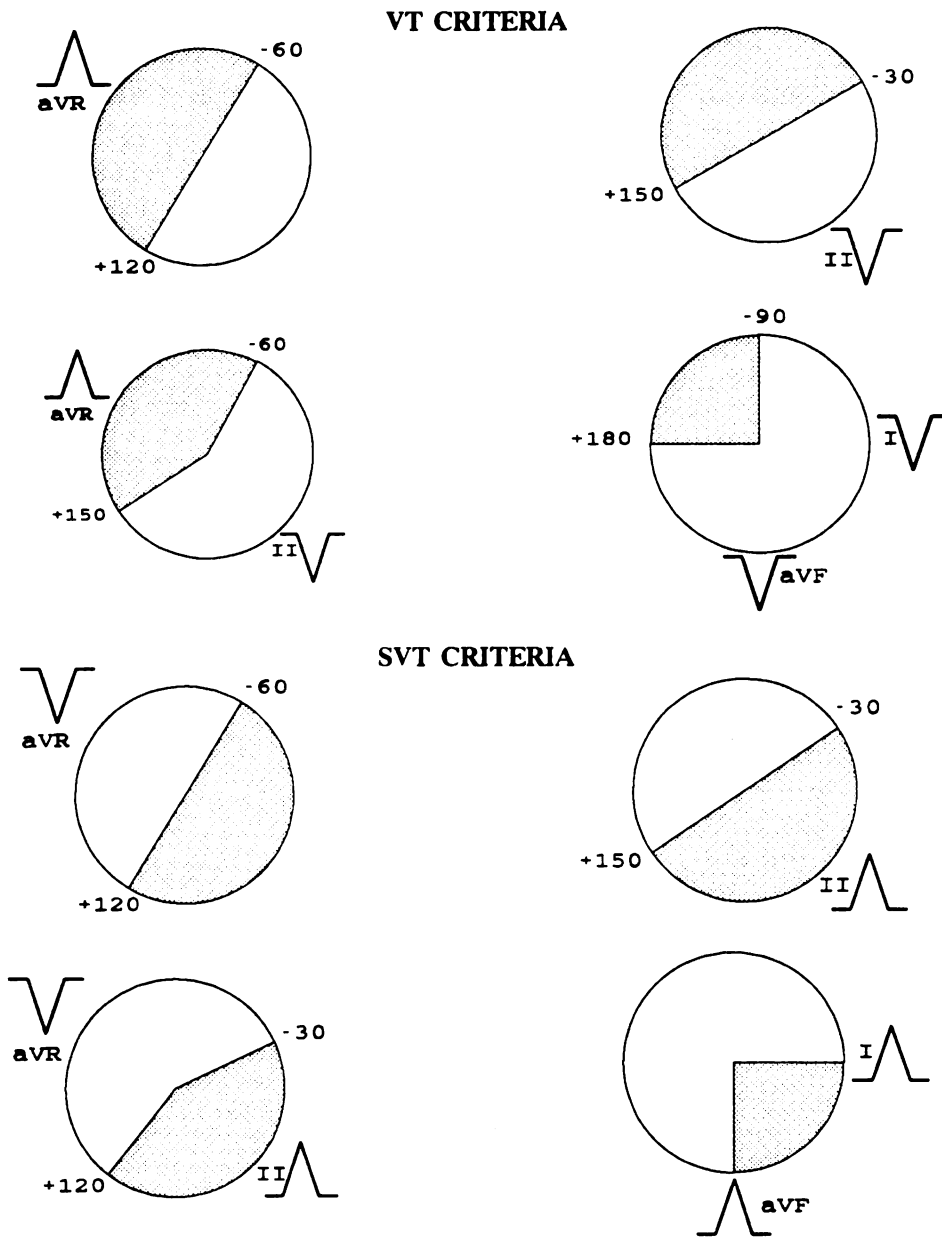 VT CRITERIA
aVR
-60
+120
-30
+150
II
aVR
-60
+150
II
-90
+180
I
aVF
SVT CRITERIA
aVR
-60
+120
-30
+150
II
aVR
-30
+120
II
I
aVF